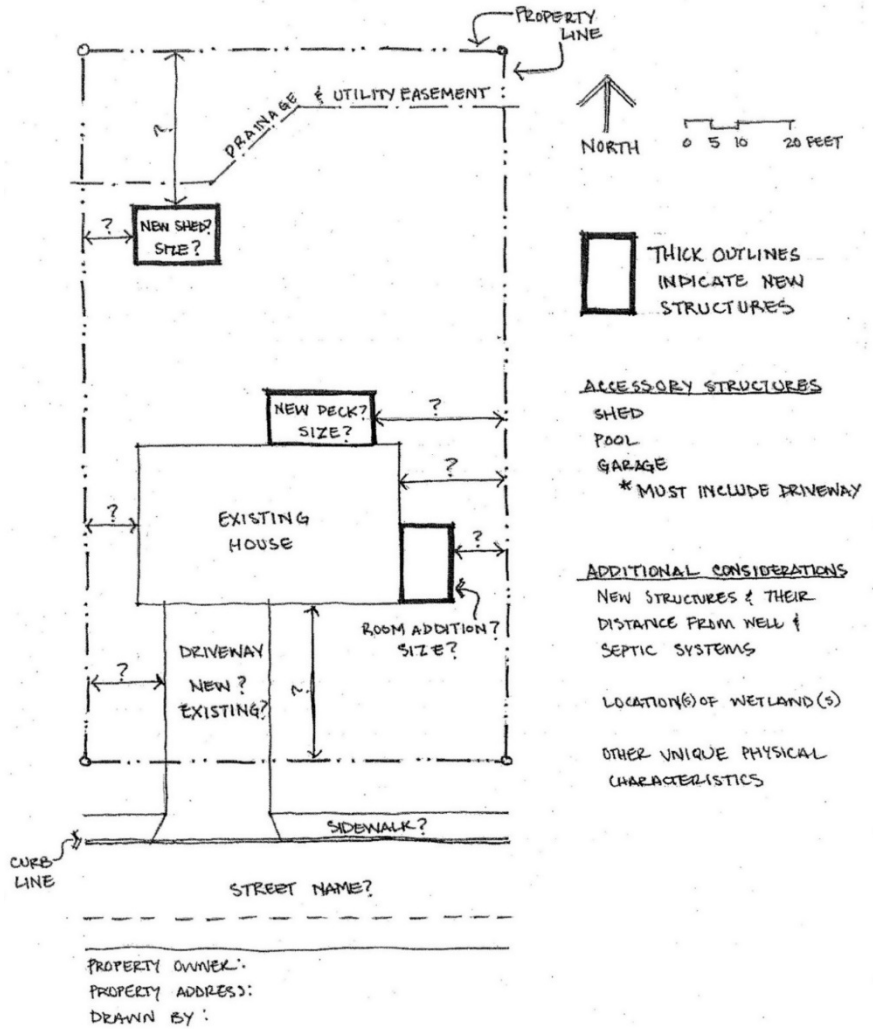 PROPERTY
LINE
DRAINAGE & UTILITY EASEMENT
?
NORTH
0 5 10 20 FEET
?
NEW SHED?
SIZE?
THICK OUTLINES
INDICATE NEW
STRUCTURES
NEW DECK?
SIZE?
?
ACCESSORY STRUCTURES
SHED
POOL
GARAGE
* MUST INCLUDE DRIVEWAY
?
?
EXISTING
HOUSE
?
ROOM ADDITION?
SIZE?
ADDITIONAL CONSIDERATIONS
NEW STRUCTURES & THEIR
DISTANCE FROM WELL &
SEPTIC SYSTEMS
LOCATION(S) OF WETLAND(S)
OTHER UNIQUE PHYSICAL
CHARACTERISTICS
?
DRIVEWAY
NEW?
EXISTING?
?
SIDEWALK?
CURB
LINE
STREET NAME?
PROPERTY OWNER:
PROPERTY ADDRESS:
DRAWN BY: